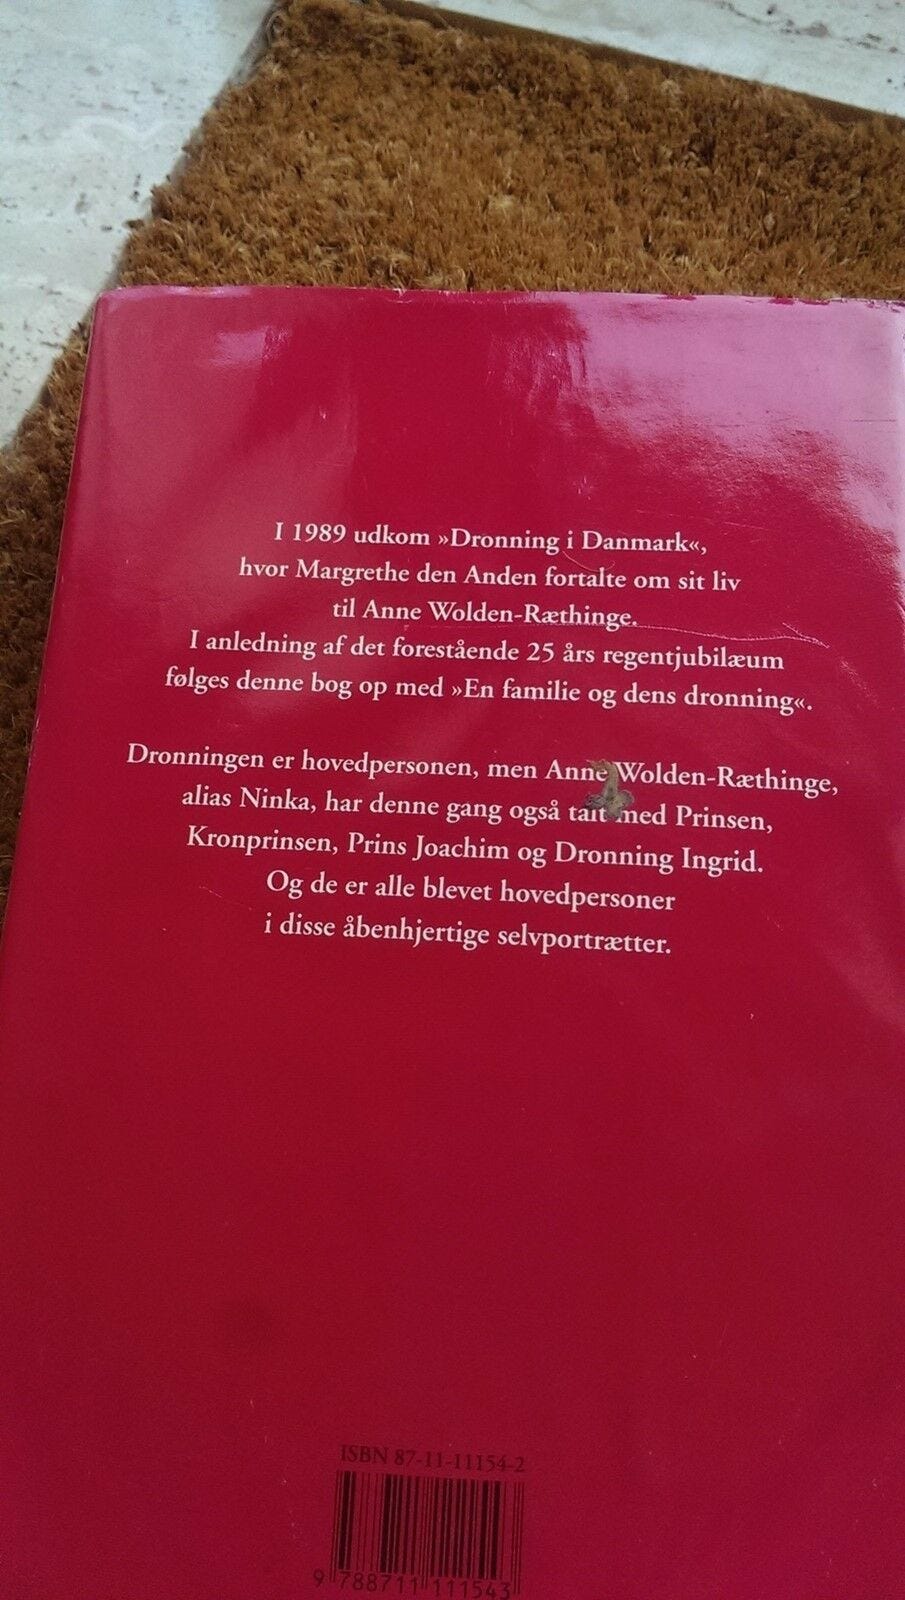 I 1989 udkom »Dronning i Danmark«,
hvor Margrethe den Anden fortalte om sit liv
til Anne Wolden-Ræthinge.
I anledning af det forestående 25 års regentjubilæum
følges denne bog op med »En familie og dens dronning«.
Dronningen er hovedpersonen, men Anne Wolden-Ræthinge,
alias Ninka, har denne gang også talt med Prinsen,
Kronprinsen, Prins Joachim og Dronning Ingrid.
Og de er alle blevet hovedpersoner
i disse åbenhjertige selvportrætter.
ISBN 87-11-11154-2
9 788711 111543